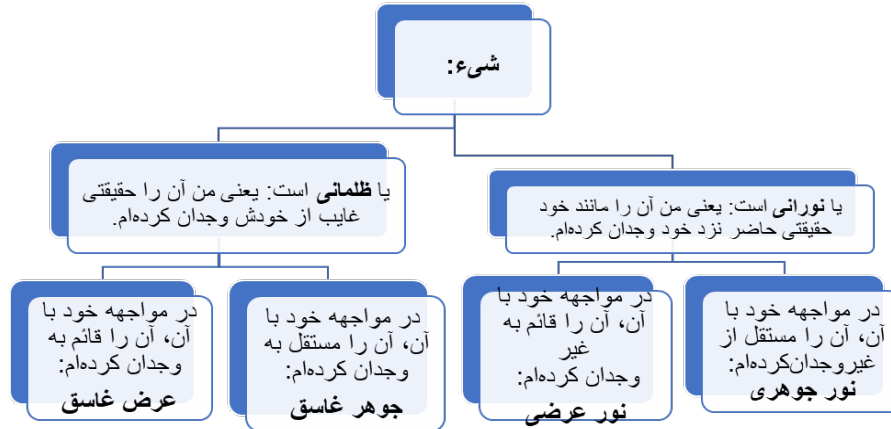 شیء:
یا نورانی است: یعنی من آن را مانند خود
حقیقتی حاضر نزد خود وجدان کرده‌ام.
یا ظلمانی است: یعنی من آن را حقیقتی
غایب از خودش وجدان کرده‌ام.
در مواجهه خود با
آن، آن را مستقل از
غیروجدان‌کرده‌ام:
نور جوهری
در مواجهه خود با
آن، آن را قائم به
غیر
وجدان کرده‌ام:
نور عرضی
در مواجهه خود با
آن، آن را مستقل به
وجدان کرده‌ام:
جوهر غاسق
در مواجهه خود با
آن، آن را قائم به
وجدان کرده‌ام:
عرض غاسق